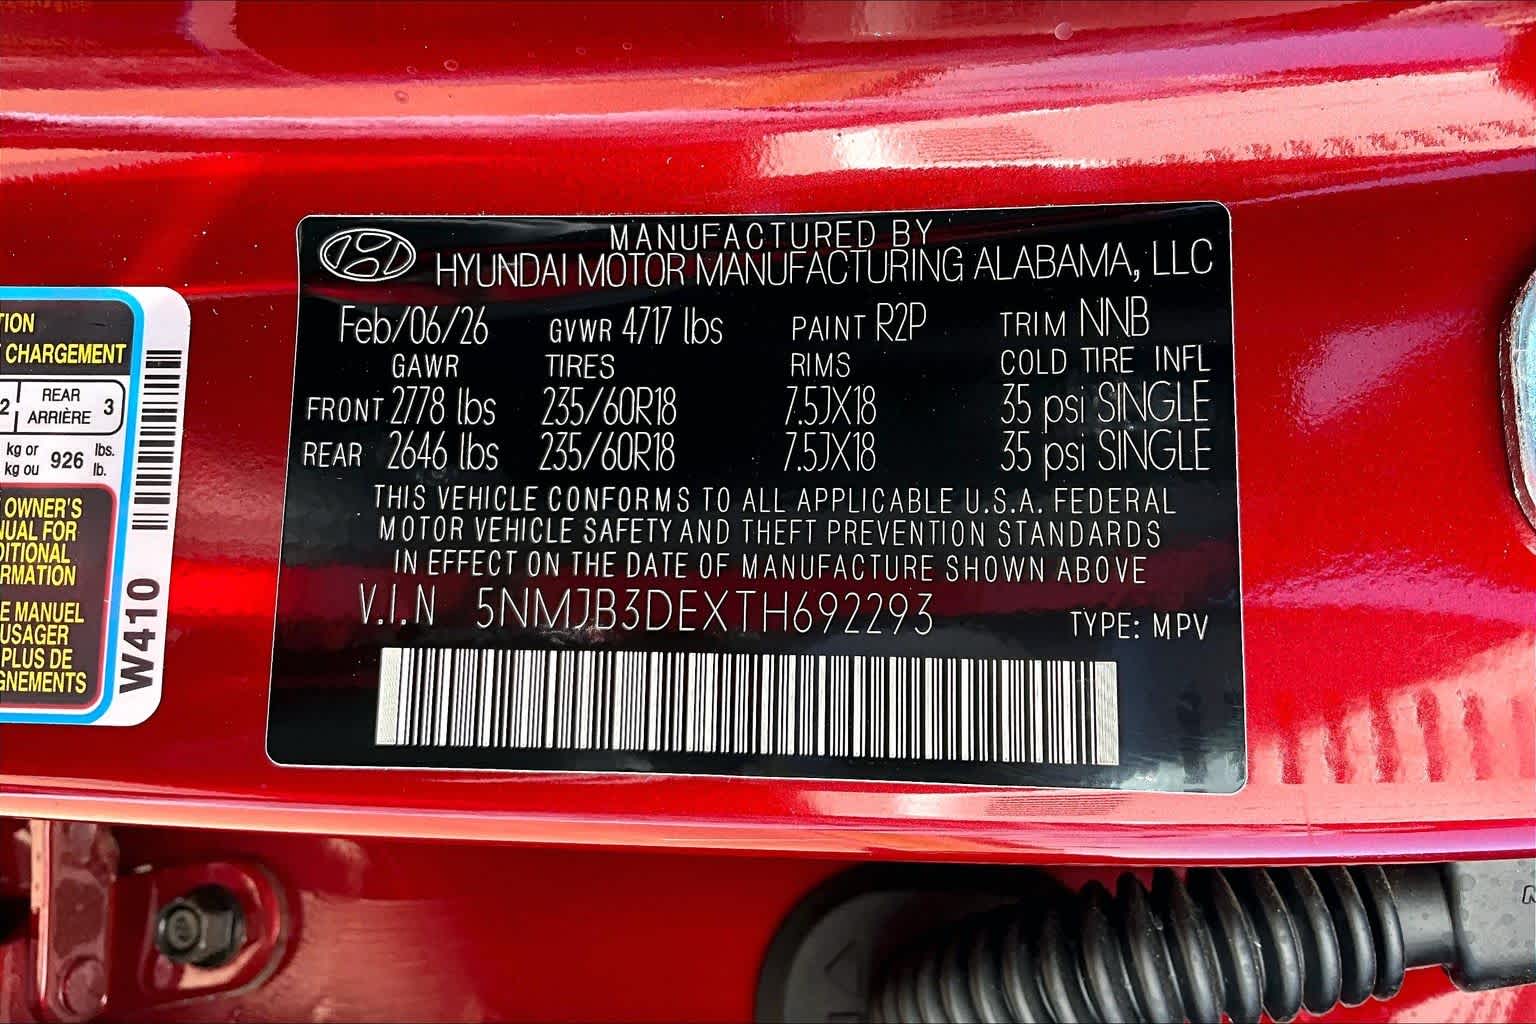 TION
CHARGEMENT
2 REAR ARRIÈRE 3
kg or
kg ou 926 lbs.
lb.
OWNER'S
UAL FOR
DITIONAL
RMATION
E MANUEL
USAGER
PLUS DE
GNEMENTS
W410
MANUFACTURED BY
HYUNDAI MOTOR MANUFACTURING ALABAMA, LLC
Feb/06/26 GVWR 4717 lbs PAINT R2P TRIM NNB
GAWR TIRES RIMS COLD TIRE INFL
FRONT 2778 lbs 235/60R18 7.5JX18 35 psi SINGLE
REAR 2646 lbs 235/60R18 7.5JX18 35 psi SINGLE
THIS VEHICLE CONFORMS TO ALL APPLICABLE U.S.A. FEDERAL
MOTOR VEHICLE SAFETY AND THEFT PREVENTION STANDARDS
IN EFFECT ON THE DATE OF MANUFACTURE SHOWN ABOVE
V.I.N 5NMJB3DEXTH692293 TYPE: MPV